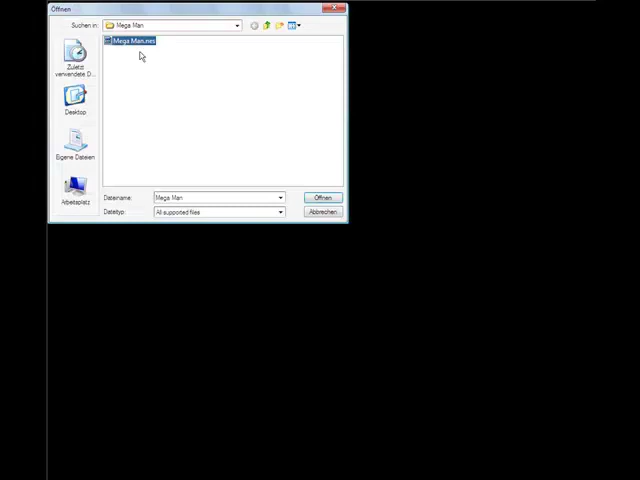 Öffnen
Suchen in:
Mega Man
Mega Man.nes
Zuletzt
verwendete D...
Desktop
Eigene Dateien
Arbeitsplatz
Dateiname:
Mega Man
Öffnen
Dateityp:
All supported files
Abbrechen